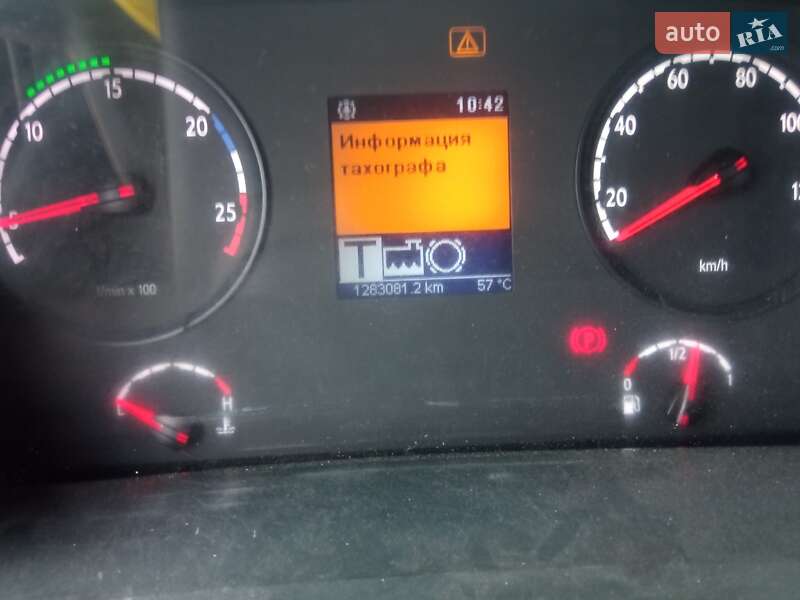 auto RIA
.com
10:42
Информация
тахографа
T
1283081.2 km 57 °C
10 15 20 25
l/min x 100
20 40 60 80
km/h
H
P
0 1/2 1